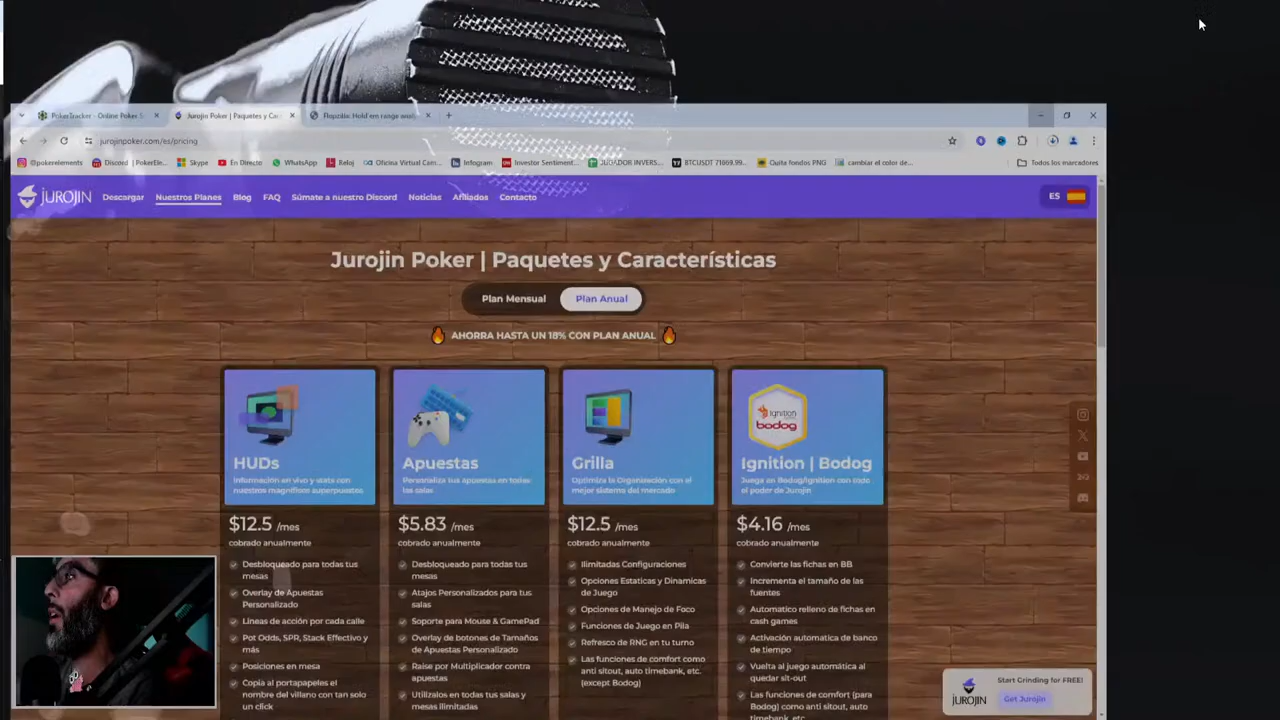 PokerTracker - Online Poker S
Jurojin Poker | Paquetes y Ca
Flopzilla: Hold'em range
jurojinpoker.com/es/pricing
@pokerelements
Discord | PokerEle...
Skype
En Directo
WhatsApp
Reloj
Oficina Virtual Cam...
Infogram
Investor Sentiment...
JUGADOR INVERS...
BTCUSDT 71069.99...
Quita fondos PNG
cambiar el color de...
Todos los marcadores
JUROJIN
Descargar
Nuestros Planes
Blog
FAQ
Súmate a nuestro Discord
Noticias
Afiliados
Contacto
ES
Jurojin Poker | Paquetes y Características
Plan Mensual
Plan Anual
AHORRA HASTA UN 18% CON PLAN ANUAL
HUDs
Información en vivo y stats con
nuestros magníficos superpuestos
$12.5 /mes
cobrado anualmente
Desbloqueado para todas tus
mesas
Overlay de Apuestas
Personalizado
Líneas de acción por cada calle
Pot Odds, SPR, Stack Effectivo y
más
Posiciones en mesa
Copia al portapapeles el
nombre del villano con tan solo
un click
Apuestas
Personaliza tus apuestas en todas
las salas
$5.83 /mes
cobrado anualmente
Desbloqueado para todas tus
mesas
Atajos Personalizados para tus
salas
Soporte para Mouse & GamePad
Overlay de botones de Tamaños
de Apuesta Personalizados
Raise por Multiplicador contra
apuestas
Utilízalos en todas tus salas y
mesas ilimitadas
Grilla
Optimiza la Organización con el
mejor sistema del mercado
$12.5 /mes
cobrado anualmente
Ilimitadas Configuraciones
Opciones Estaticas y Dinamicas
de Juego
Opciones de Manejo de Foco
Funciones de Juego en Pila
Refresco de RNG en tu turno
Las funciones de comfort como
anti sitout, auto timebank, etc.
(except Bodog)
ignition
bodog
Ignition | Bodog
Juega en Bodog/Ignition con todo
el poder de Jurojin
$4.16 /mes
cobrado anualmente
Convierte las fichas en BB
Incrementa el tamaño de las
fuentes
Automatico relleno de fichas en
cash games
Activación automatica de banco
de tiempo
Vuelta al juego automática al
quedar sit-out
Las funciones de comfort (para
Bodog) como anti sitout, auto
timebank, etc.
JUROJIN
Start Grinding for FREE!
Get Jurojin